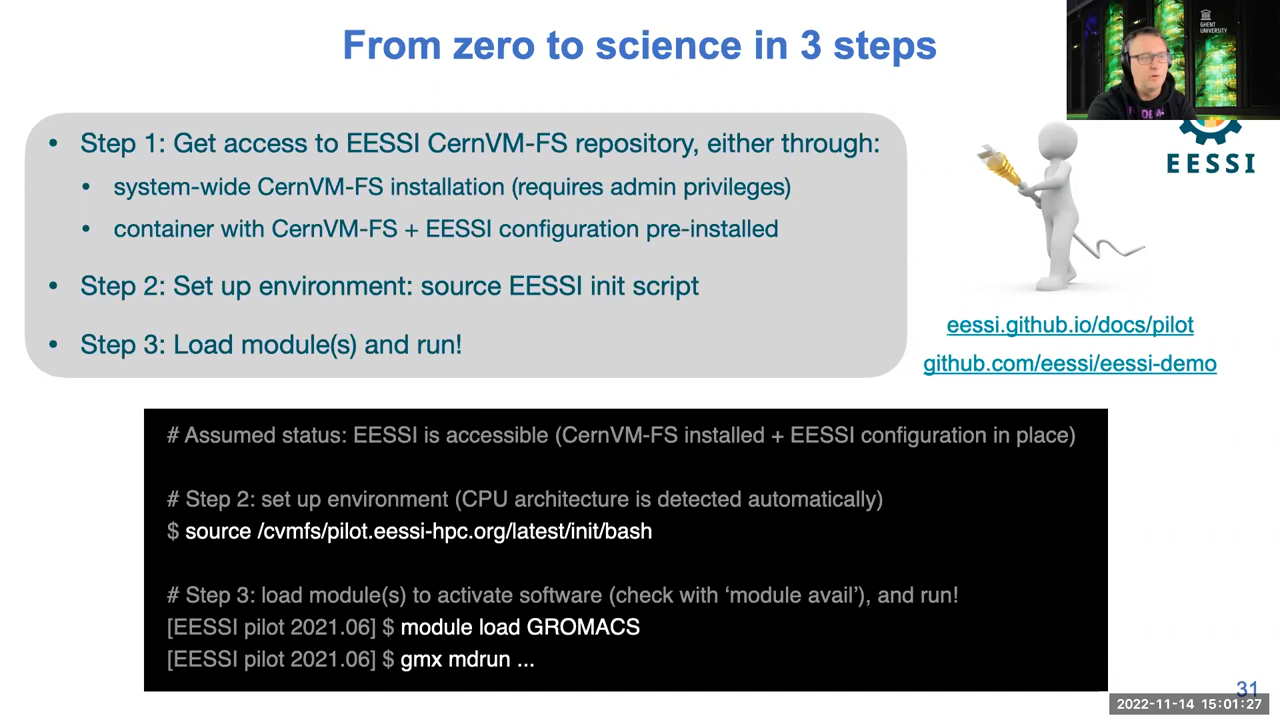 From zero to science in 3 steps
GHENT
UNIVERSITY
• Step 1: Get access to EESSI CernVM-FS repository, either through:
• system-wide CernVM-FS installation (requires admin privileges)
• container with CernVM-FS + EESSI configuration pre-installed
• Step 2: Set up environment: source EESSI init script
• Step 3: Load module(s) and run!
EESSI
eessi.github.io/docs/pilot
github.com/eessi/eessi-demo
# Assumed status: EESSI is accessible (CernVM-FS installed + EESSI configuration in place)
# Step 2: set up environment (CPU architecture is detected automatically)
$ source /cvmfs/pilot.eessi-hpc.org/latest/init/bash
# Step 3: load module(s) to activate software (check with ‘module avail’), and run!
[EESSI pilot 2021.06] $ module load GROMACS
[EESSI pilot 2021.06] $ gmx mdrun ...
31
2022-11-14 15:01:27